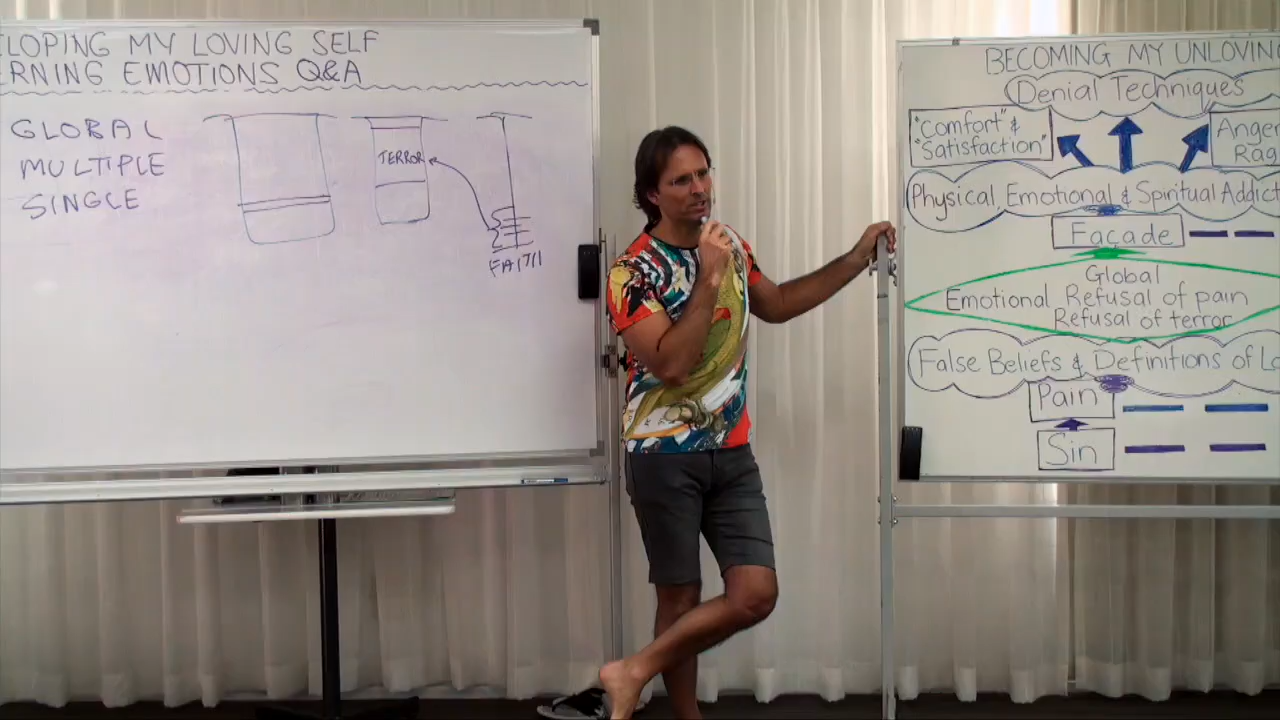 LOPING MY LOVING SELF
ERNING EMOTIONS Q&A
GLOBAL
MULTIPLE
SINGLE
TERROR
FAITH
BECOMING MY UNLOVING
Denial Techniques
"Comfort" &
"Satisfaction"
Anger
Rag
Physical, Emotional & Spiritual Addict
Façade
Global
Emotional Refusal of pain
Refusal of terror
False Beliefs & Definitions of Lo
Pain
Sin